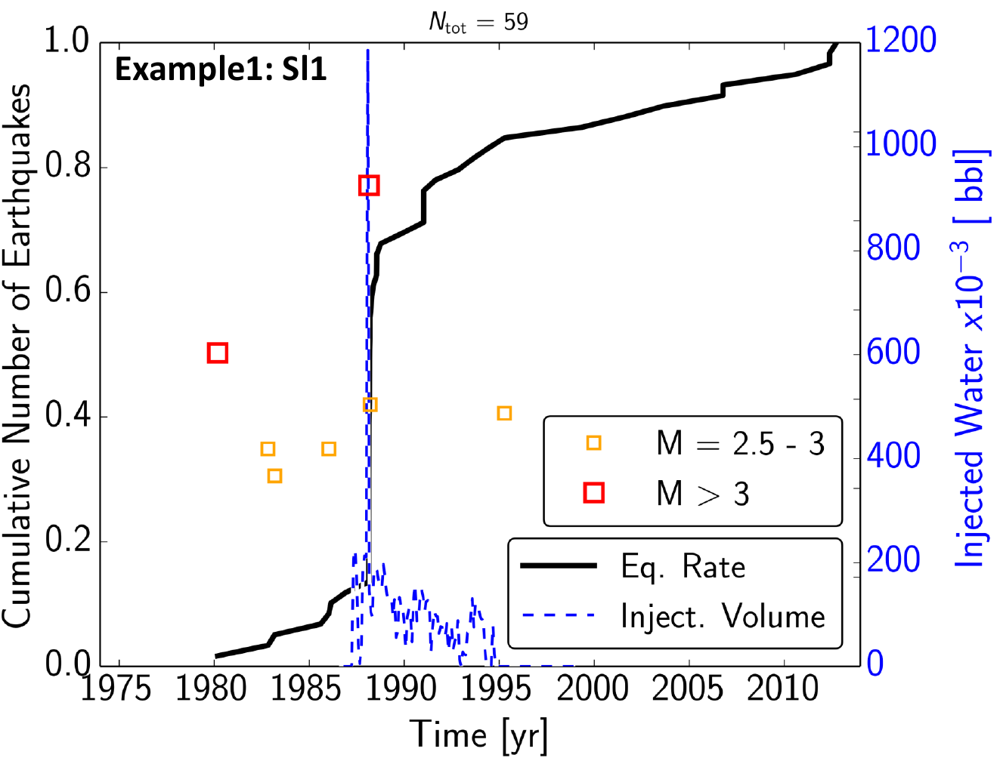 Ntot = 59
Example1: Sl1
1.0
0.8
0.6
0.4
0.2
0.0
Cumulative Number of Earthquakes
1200
1000
800
600
400
200
0
Injected Water x10−3 [ bbl]
M = 2.5 - 3
M > 3
Eq. Rate
Inject. Volume
1975 1980 1985 1990 1995 2000 2005 2010
Time [yr]